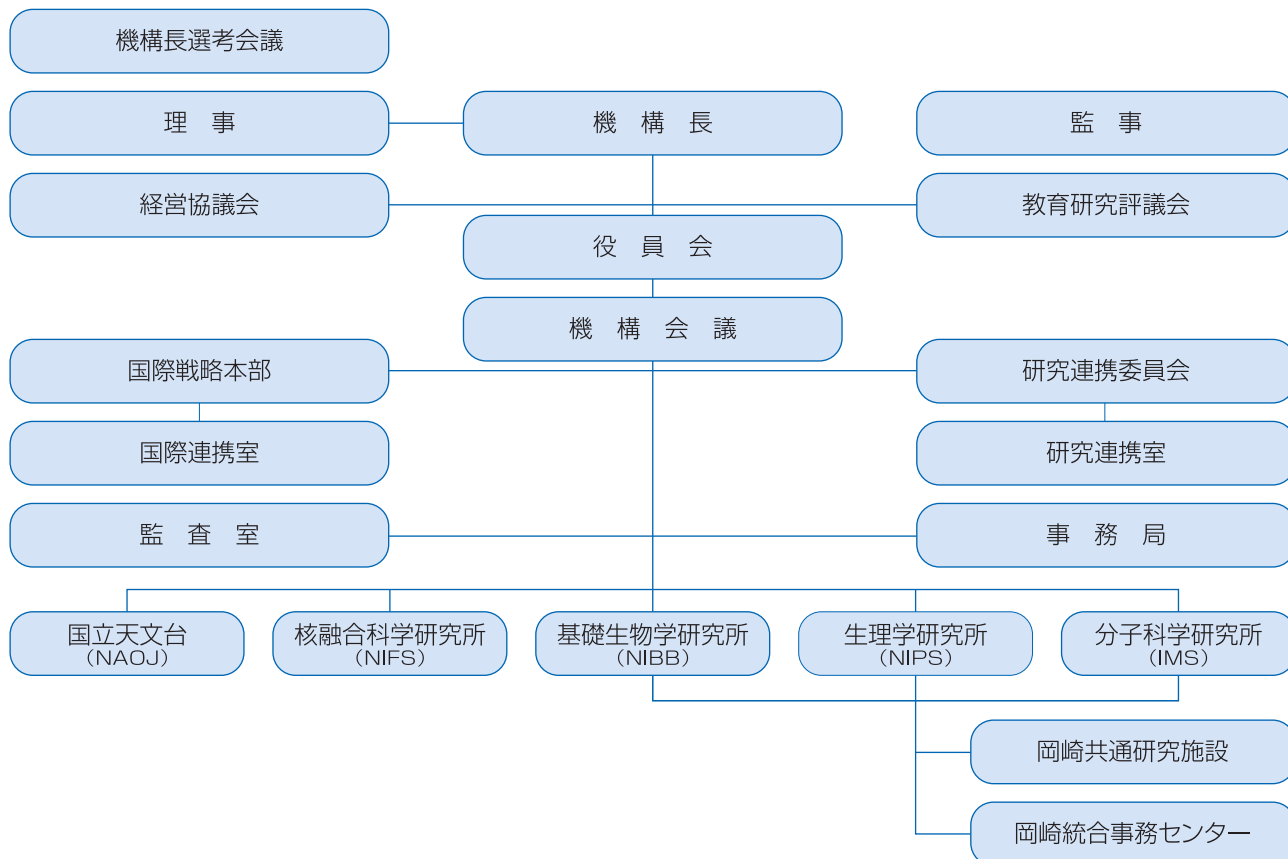 機構長選考会議
理　事
機　構　長
監　事
経営協議会
教育研究評議会
役　員　会
機　構　会　議
国際戦略本部
研究連携委員会
国際連携室
研究連携室
監　査　室
事　務　局
国立天文台
(NAOJ)
核融合科学研究所
(NIFS)
基礎生物学研究所
(NIBB)
生理学研究所
(NIPS)
分子科学研究所
(IMS)
岡崎共通研究施設
岡崎統合事務センター